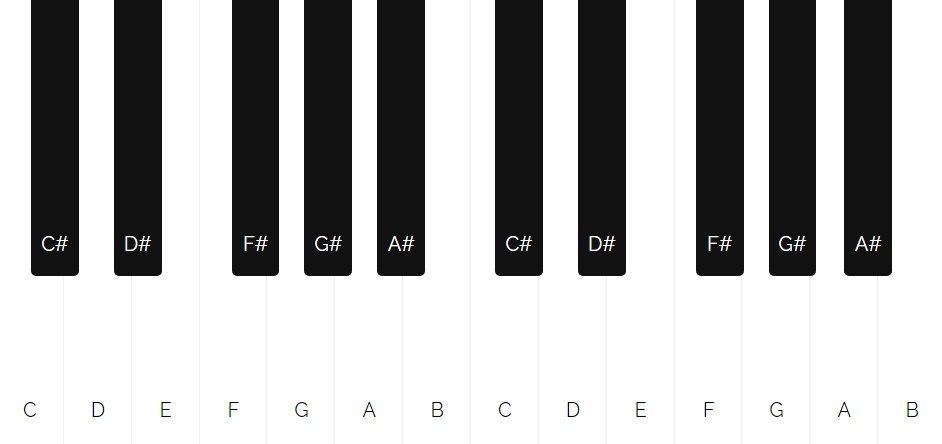 C# D# F# G# A# C# D# F# G# A#
C D E F G A B C D E F G A B